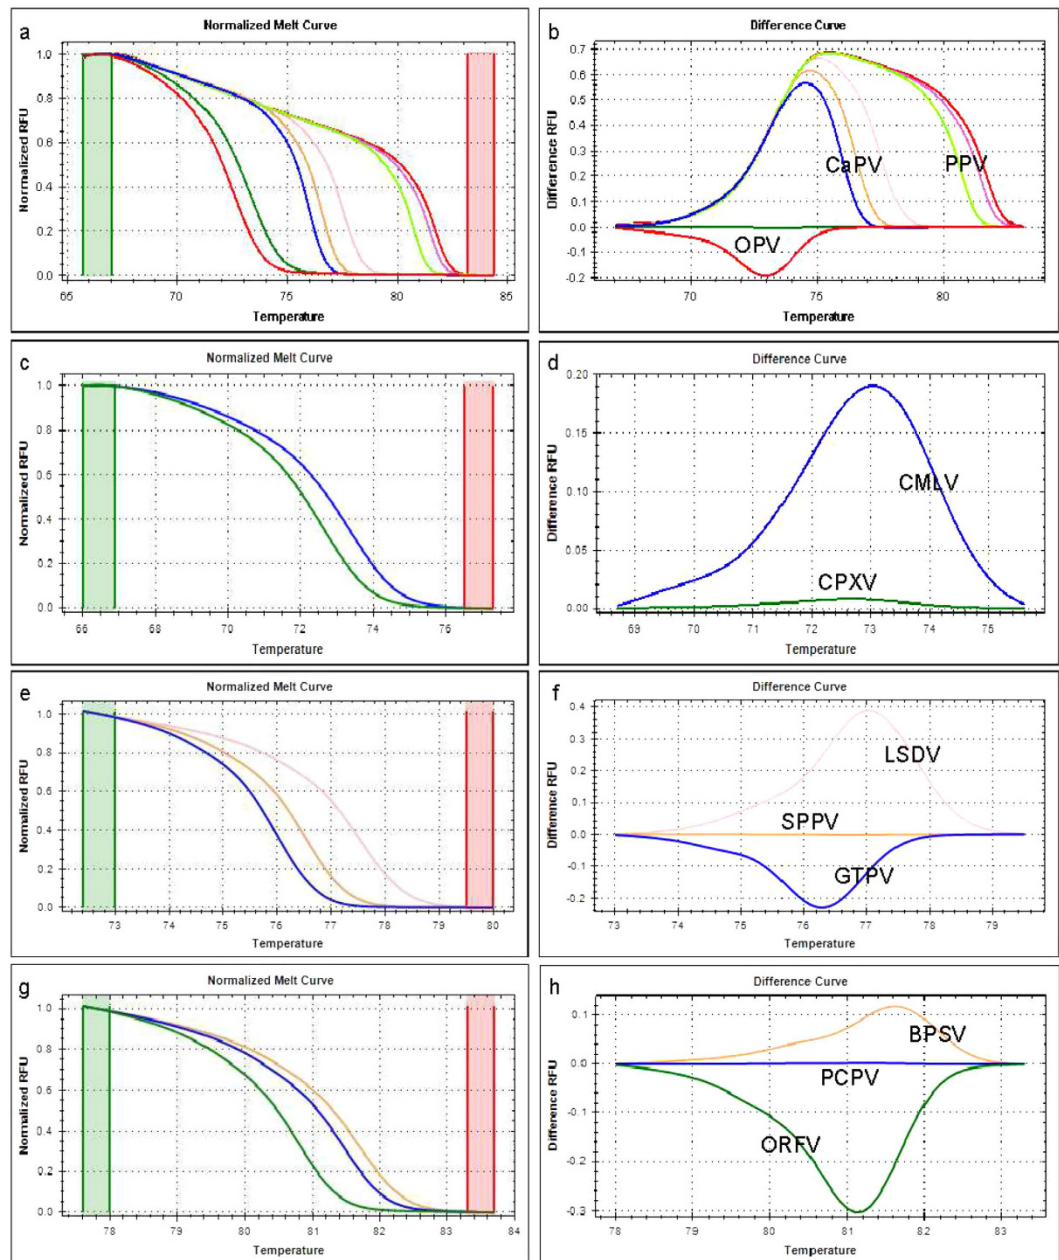 a
Normalized Melt Curve
Normalized RFU
1.0
0.8
0.6
0.4
0.2
0.0
65
70
75
80
85
Temperature
b
Difference Curve
Difference RFU
0.7
0.6
0.5
0.4
0.3
0.2
0.1
0.0
-0.1
-0.2
CaPV
PPV
OPV
70
75
80
Temperature
c
Normalized Melt Curve
Normalized RFU
1.0
0.8
0.6
0.4
0.2
0.0
66
68
70
72
74
76
Temperature
d
Difference Curve
Difference RFU
0.20
0.15
0.10
0.05
0.00
CMLV
CPXV
69
70
71
72
73
74
75
Temperature
e
Normalized Melt Curve
Normalized RFU
1.0
0.8
0.6
0.4
0.2
0.0
73
74
75
76
77
78
79
80
Temperature
f
Difference Curve
Difference RFU
0.4
0.3
0.2
0.1
0.0
-0.1
-0.2
LSDV
SPPV
GTPV
73
74
75
76
77
78
79
Temperature
g
Normalized Melt Curve
Normalized RFU
1.0
0.8
0.6
0.4
0.2
0.0
78
79
80
81
82
83
84
Temperature
h
Difference Curve
Difference RFU
0.1
0.0
-0.1
-0.2
-0.3
BPSV
PCPV
ORFV
78
79
80
81
82
83
Temperature